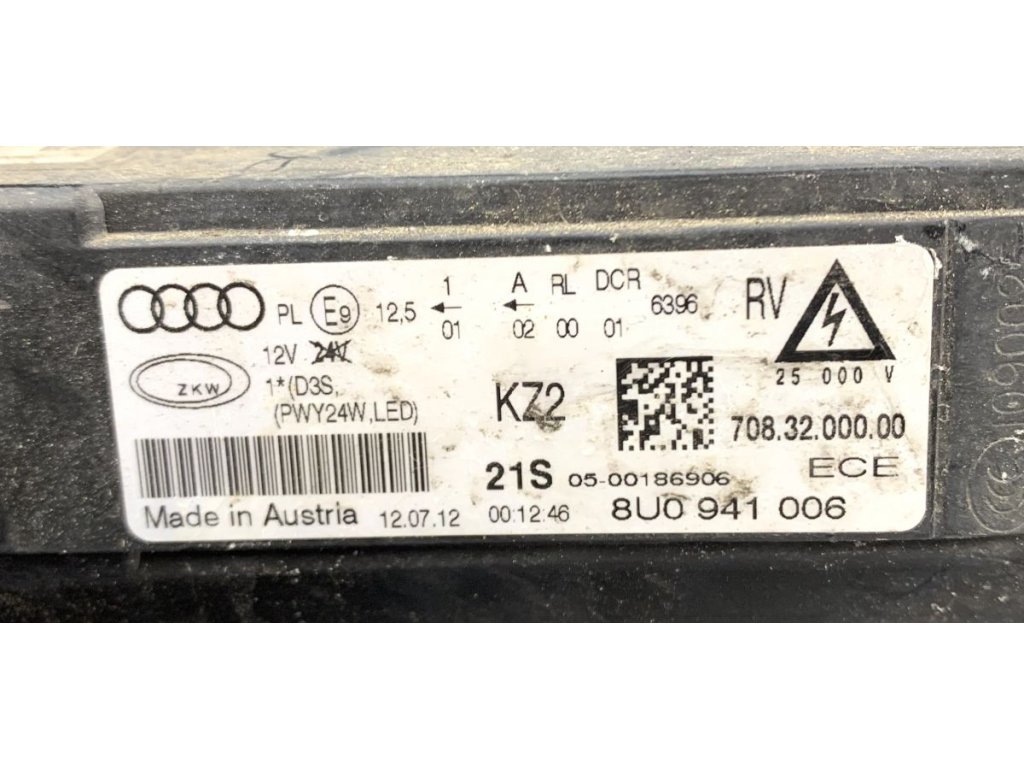 PL E9 12,5 ← 1 ← A RL DCR 6396 RV
01 02 00 01
12V 24V
ZKW 1*(D3S,
(PWY24W,LED)
KZ2
25 000 V
708.32.000.00
21S 05-00186906 ECE
Made in Austria 12.07.12 00:12:46 8U0 941 006